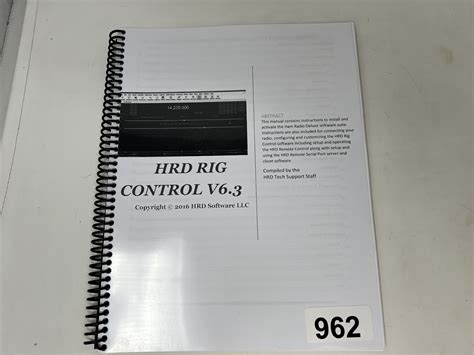 14,205,000
HRD RIG
CONTROL V6.3
Copyright © 2016 HRD Software LLC
ABSTRACT
This manual contains instructions to install and
activate the Ham Radio Deluxe software suite.
Instructions are also included for connecting your
radio, configuring and customizing the HRD Rig
Control software including setup and operating
the HRD Remote Control along with setup and
using the HRD Remote Serial Port server and
client software.
Compiled by the
HRD Tech Support Staff
962